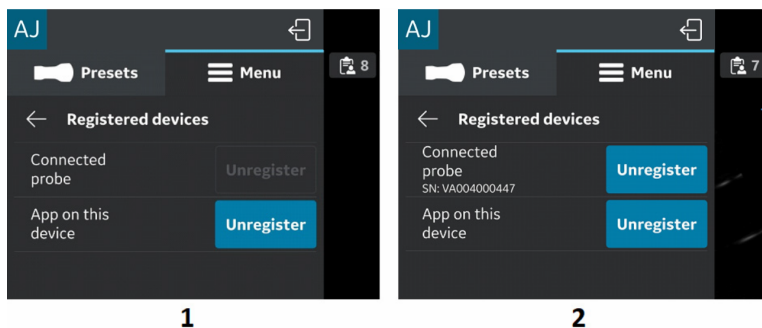 AJ
Presets
Menu
8
Registered devices
Connected
probe
Unregister
App on this
device
Unregister
1
AJ
Presets
Menu
7
Registered devices
Connected
probe
SN: VA004000447
Unregister
App on this
device
Unregister
2